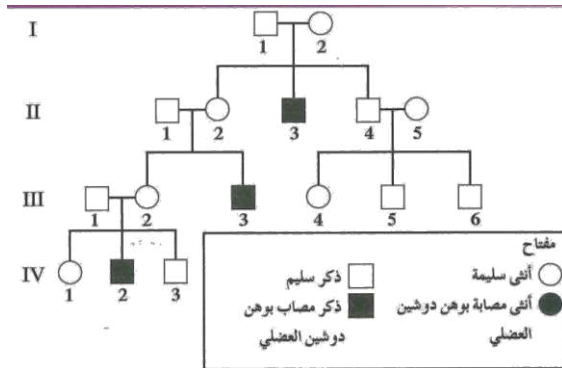 I
1 2
II
1 2 3 4 5
III
1 2 3 4 5 6
IV
1 2 3
مفتاح
أنثى سليمة
ذكر سليم
أنثى مصابة بوهن دوشين العضلي
ذكر مصاب بوهن دوشين العضلي